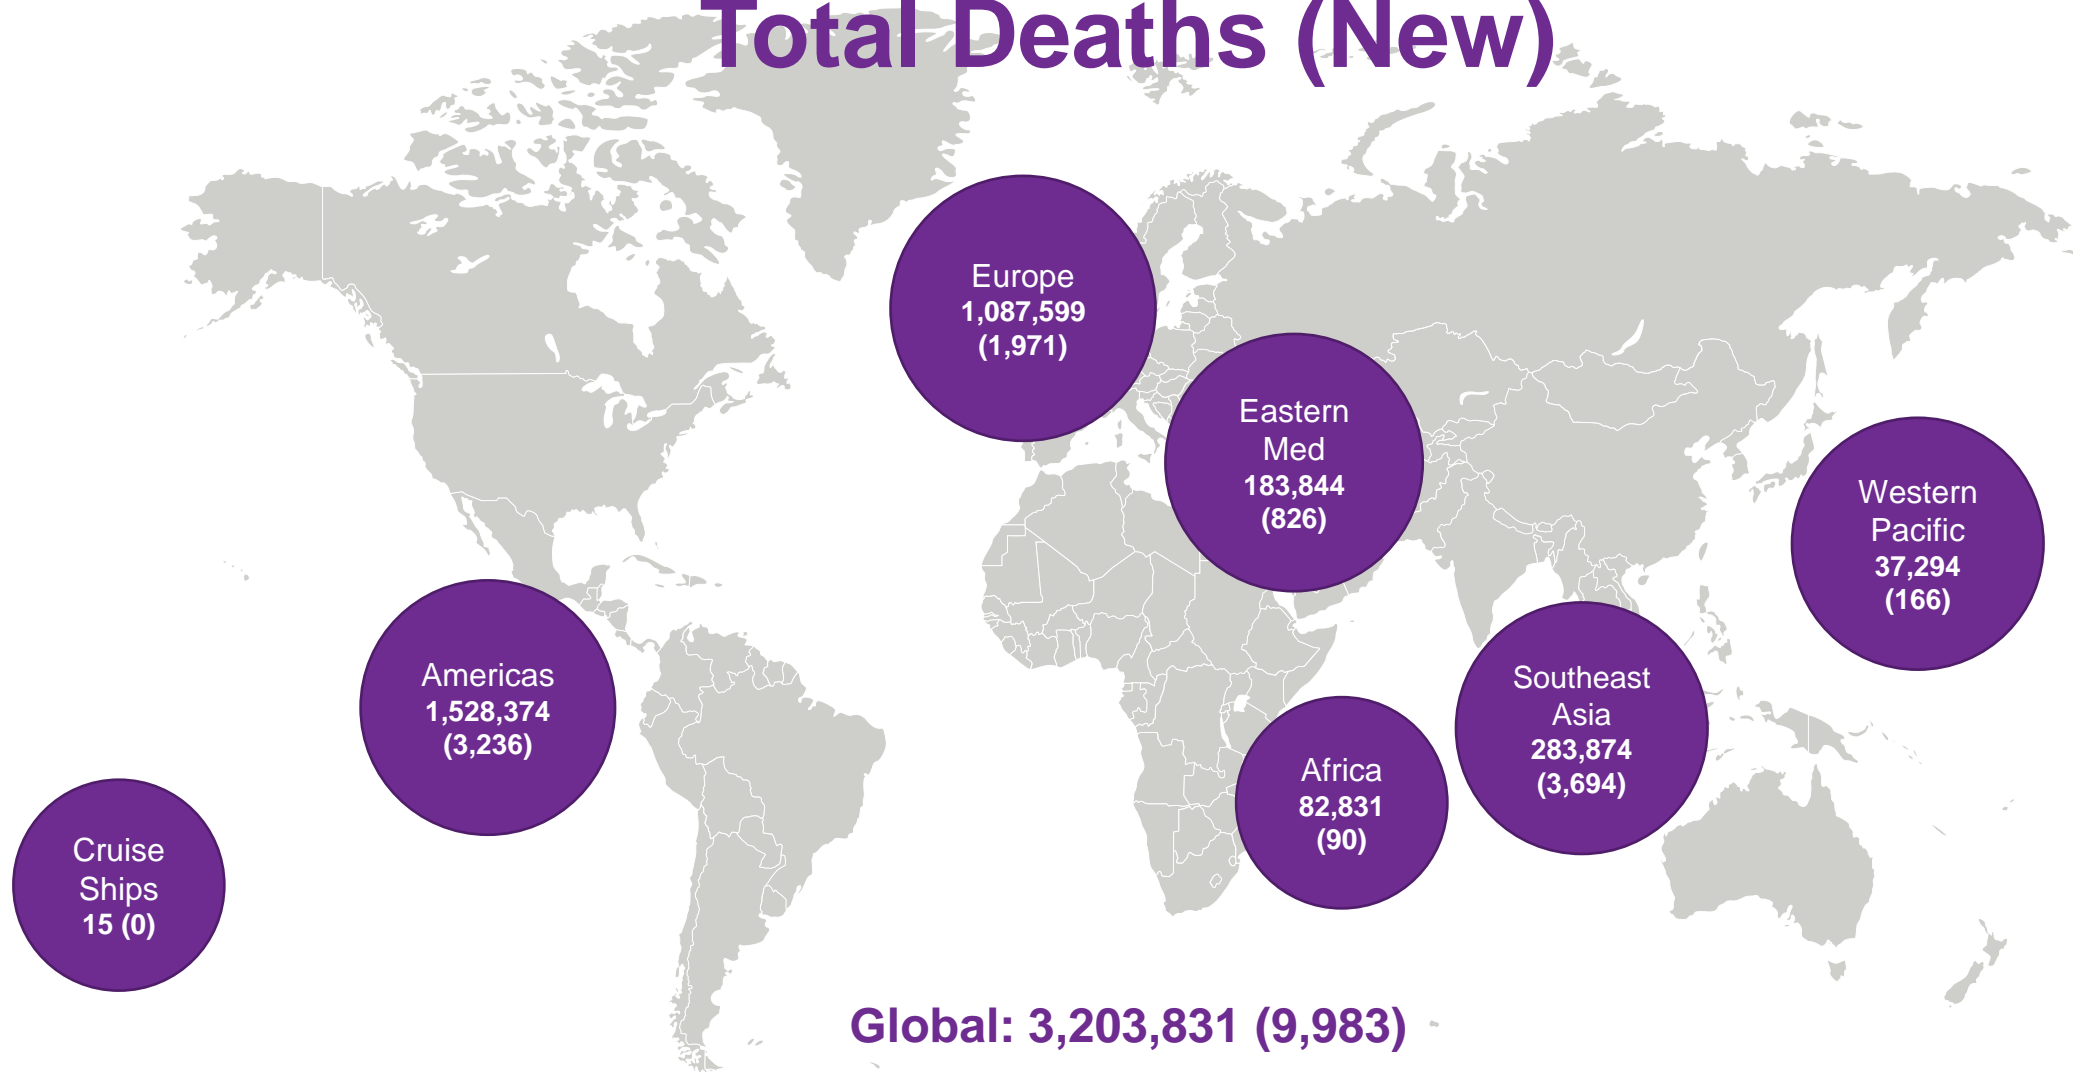 Total Deaths (New)
Europe
1,087,599
(1,971)
Eastern
Med
183,844
(826)
Western
Pacific
37,294
(166)
Americas
1,528,374
(3,236)
Southeast
Asia
283,874
(3,694)
Africa
82,831
(90)
Cruise
Ships
15 (0)
Global: 3,203,831 (9,983)